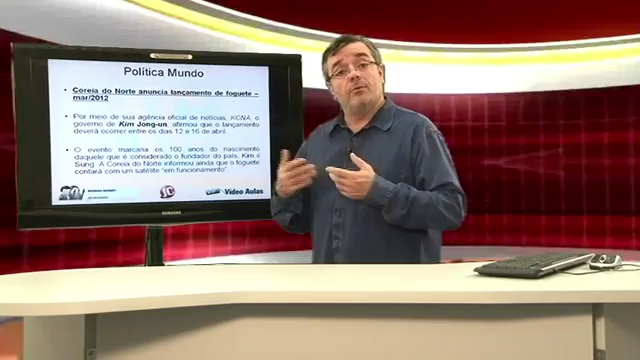 Política Mundo
• Coreia do Norte anuncia lançamento de foguete –
mar/2012
• Por meio de sua agência oficial de notícias, KCNA, o
governo de Kim Jong-un, afirmou que o lançamento
deverá ocorrer entre os dias 12 e 16 de abril.
• O evento marcaria os 100 anos do nascimento
daquele que é considerado o fundador do país, Kim il
Sung. A Coreia do Norte informou ainda que o foguete
contará com um satélite "em funcionamento".
Vídeo Aulas
SAMSUNG